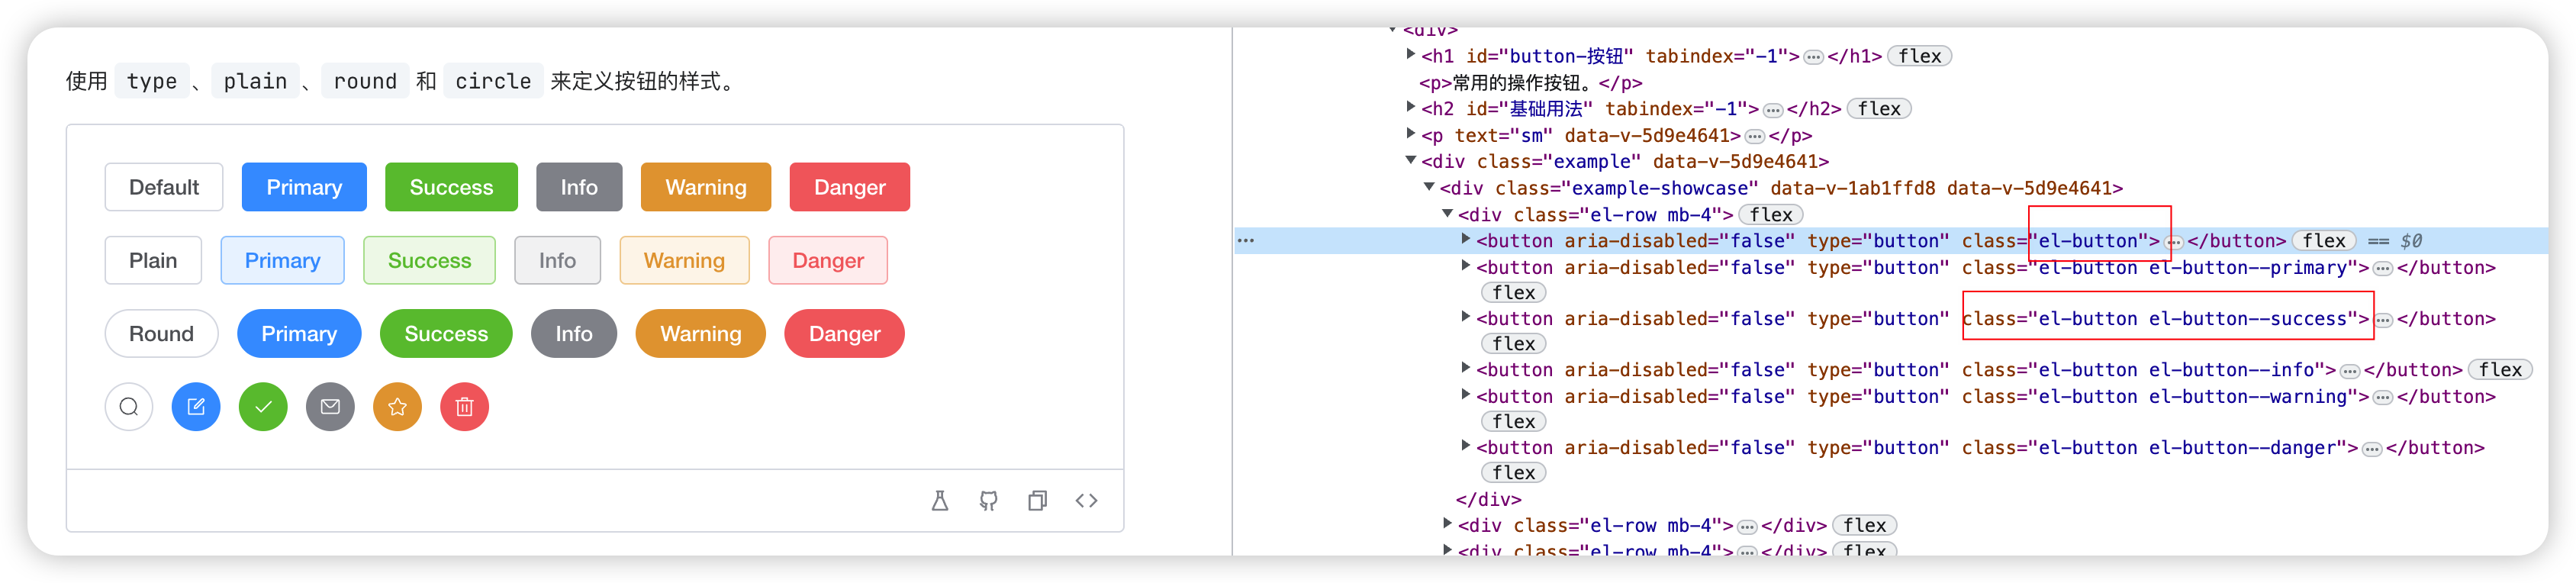 使用 type 、 plain 、 round 和 circle 来定义按钮的样式。
Default Primary Success Info Warning Danger
Plain Primary Success Info Warning Danger
Round Primary Success Info Warning Danger
<div>
<h1 id="button-按钮" tabindex="-1">…</h1> flex
<p>常用的操作按钮。</p>
<h2 id="基础用法" tabindex="-1">…</h2> flex
<p text="sm" data-v-5d9e4641>…</p>
<div class="example" data-v-5d9e4641>
<div class="example-showcase" data-v-1ab1ffd8 data-v-5d9e4641>
<div class="el-row mb-4"> flex
… <button aria-disabled="false" type="button" class="el-button">…</button> flex == $0
<button aria-disabled="false" type="button" class="el-button el-button--primary">…</button>
flex
<button aria-disabled="false" type="button" class="el-button el-button--success">…</button>
flex
<button aria-disabled="false" type="button" class="el-button el-button--info">…</button> flex
<button aria-disabled="false" type="button" class="el-button el-button--warning">…</button>
flex
<button aria-disabled="false" type="button" class="el-button el-button--danger">…</button>
flex
</div>
<div class="el-row mb-4">…</div> flex
<div class="el-row mb-4">…</div> flex